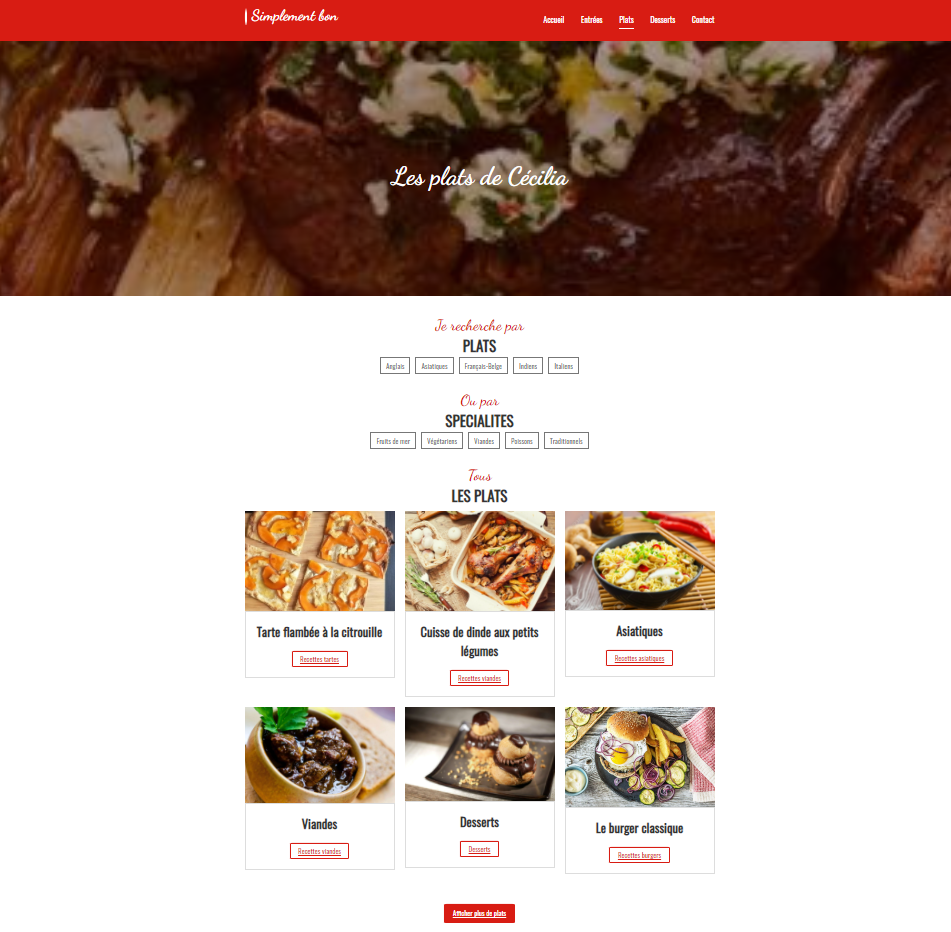 Simplement bon
Accueil Entrées Plats Desserts Contact
Les plats de Cécilia
Je recherche par
PLATS
Anglais Asiatiques Français-Belge Indiens Italiens
Ou par
SPECIALITES
Fruits de mer Végétariens Viandes Poissons Traditionnels
Tous
LES PLATS
Tarte flambée à la citrouille
Recettes tartes
Cuisse de dinde aux petits
légumes
Recettes viandes
Asiatiques
Recettes asiatiques
Viandes
Recettes viandes
Desserts
Desserts
Le burger classique
Recettes burgers
Afficher plus de plats